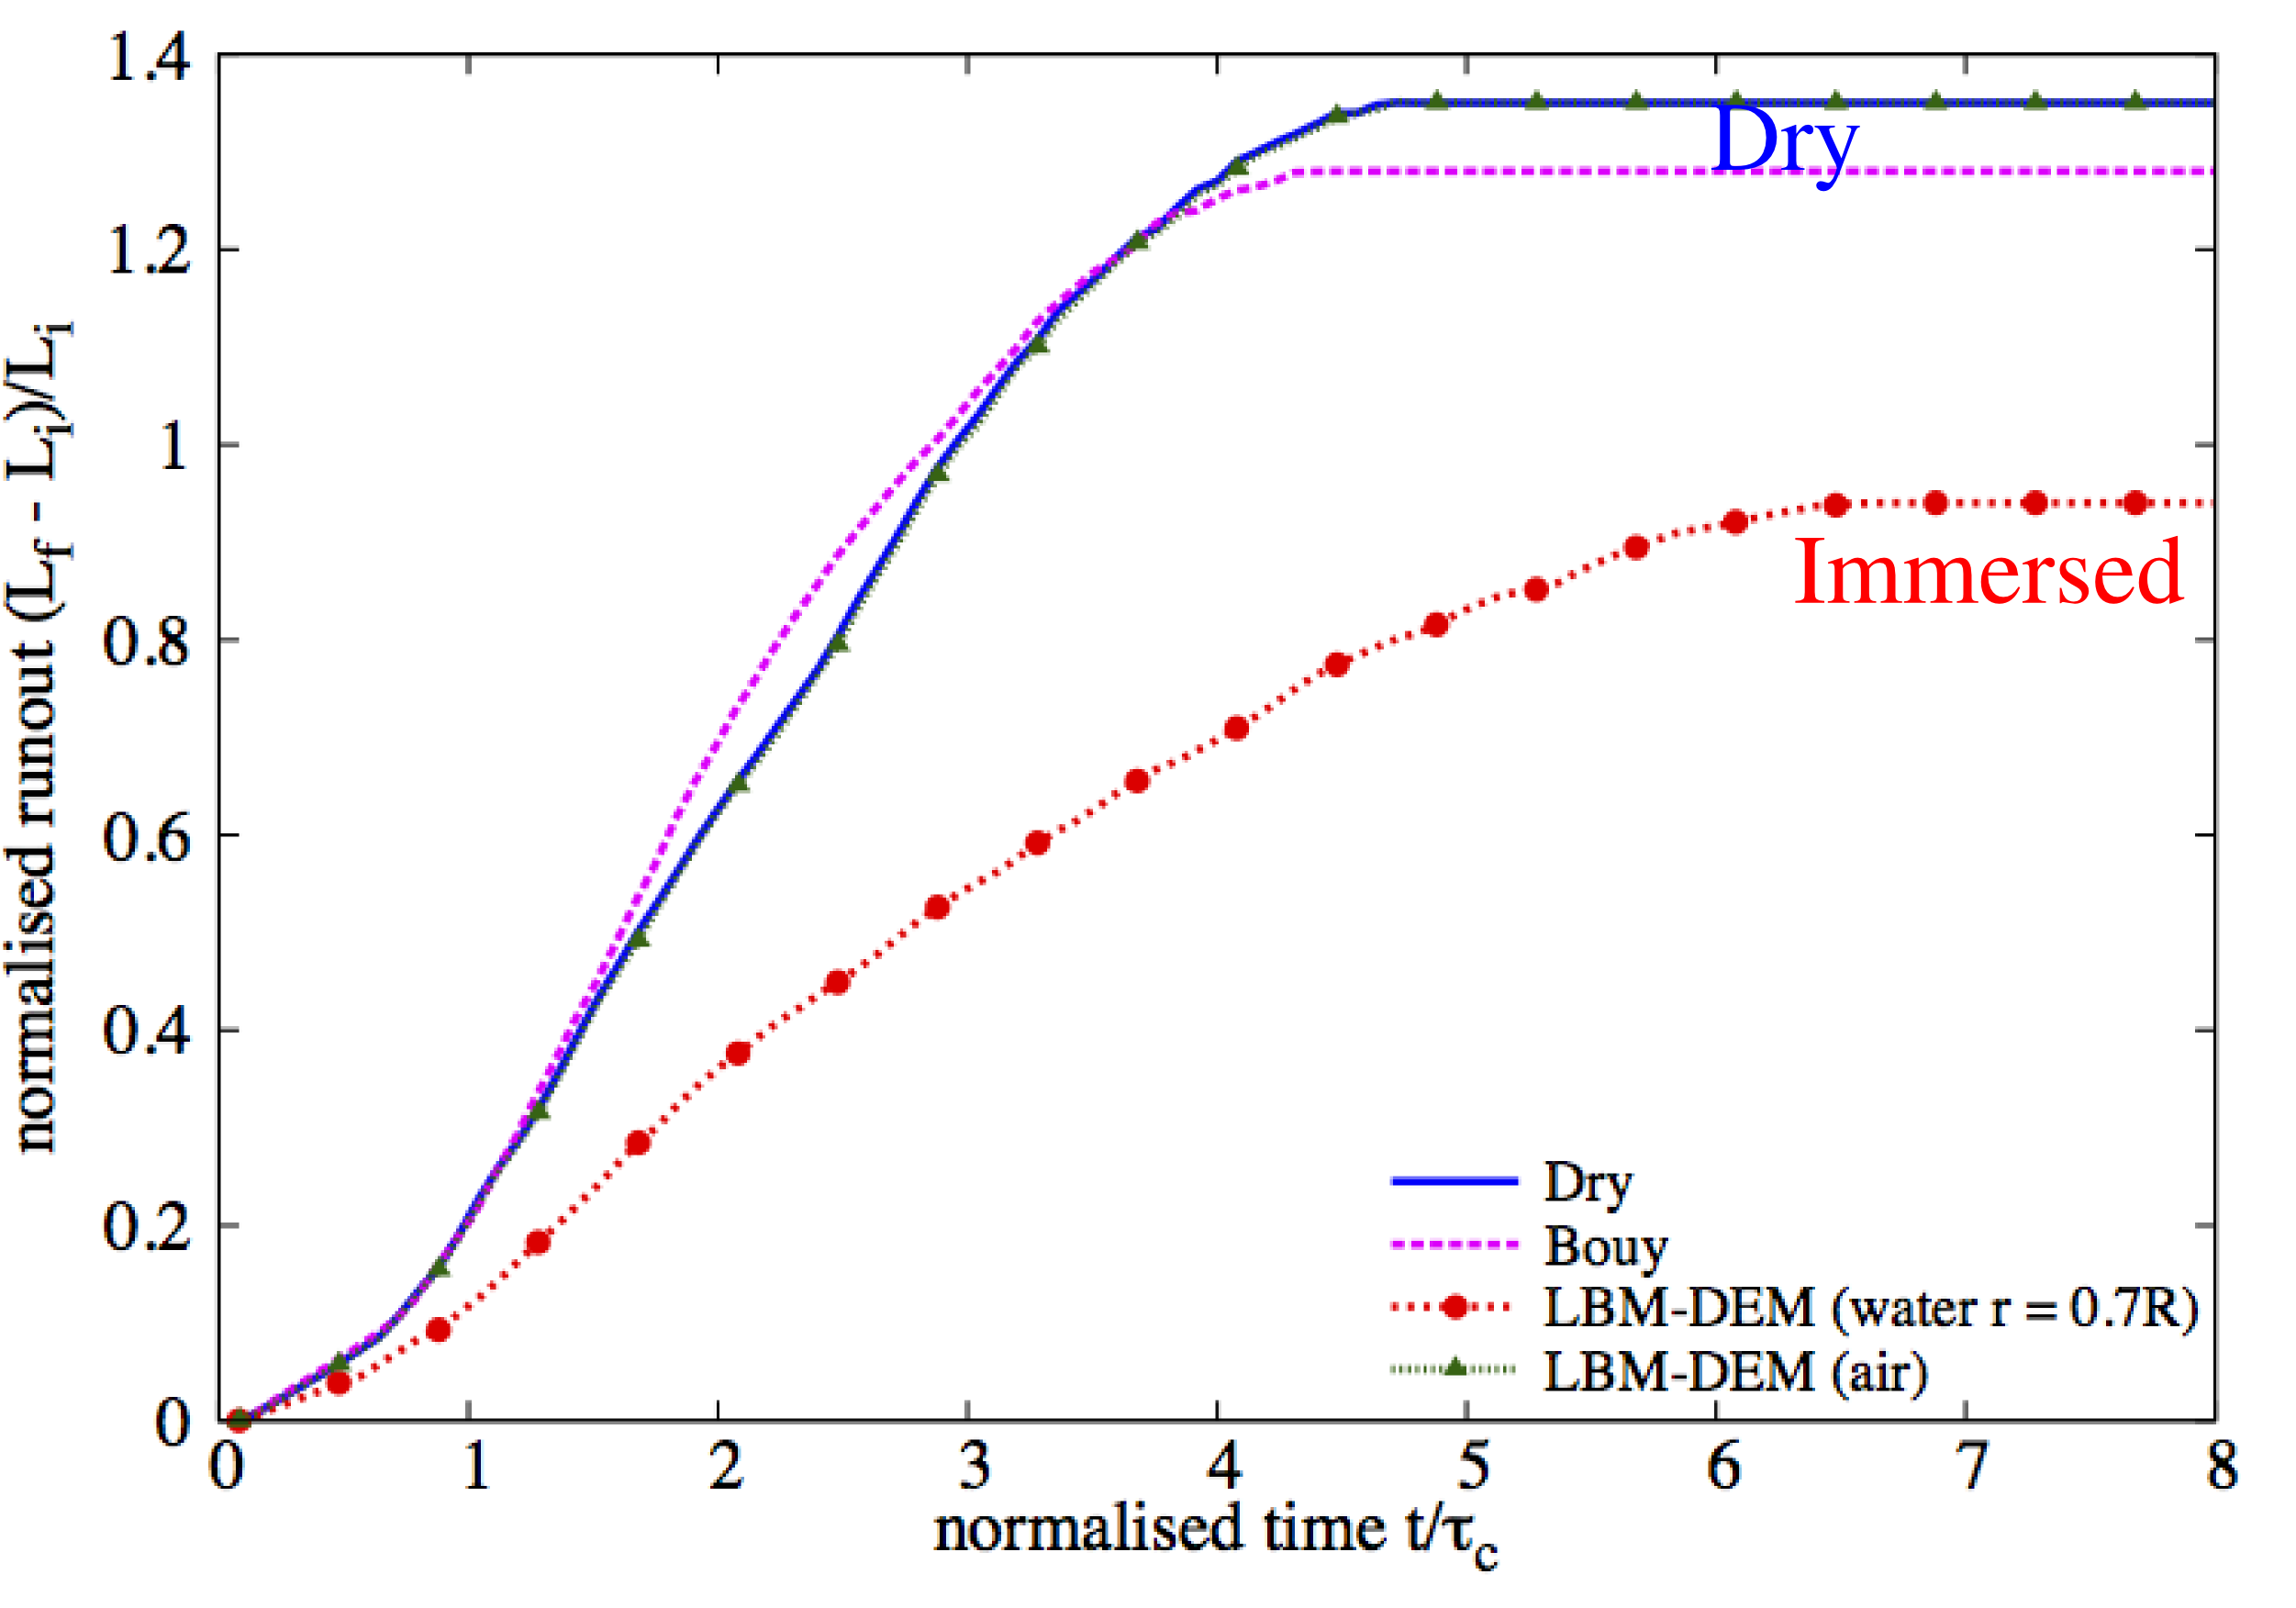 1.4
1.2
1
0.8
0.6
0.4
0.2
0
normalised runout (Lf - Li)/Li
Dry
Immersed
Dry
Bouy
LBM-DEM (water r = 0.7R)
LBM-DEM (air)
0 1 2 3 4 5 6 7 8
normalised time t/τc